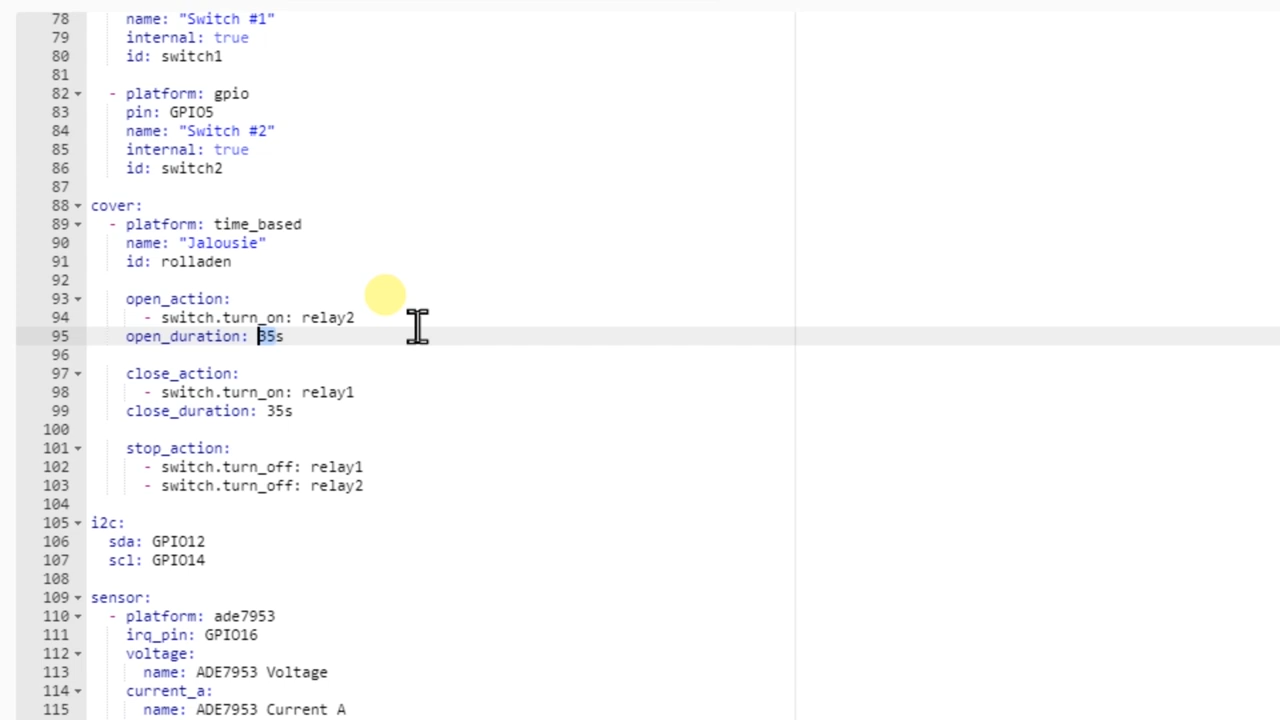 78 name: "Switch #1"
79 internal: true
80 id: switch1
81
82 - platform: gpio
83 pin: GPIO5
84 name: "Switch #2"
85 internal: true
86 id: switch2
87
88 cover:
89 - platform: time_based
90 name: "Jalousie"
91 id: rolladen
92
93 open_action:
94 - switch.turn_on: relay2
95 open_duration: 35s
96
97 close_action:
98 - switch.turn_on: relay1
99 close_duration: 35s
100
101 stop_action:
102 - switch.turn_off: relay1
103 - switch.turn_off: relay2
104
105 i2c:
106 sda: GPIO12
107 scl: GPIO14
108
109 sensor:
110 - platform: ade7953
111 irq_pin: GPIO16
112 voltage:
113 name: ADE7953 Voltage
114 current_a:
115 name: ADE7953 Current A